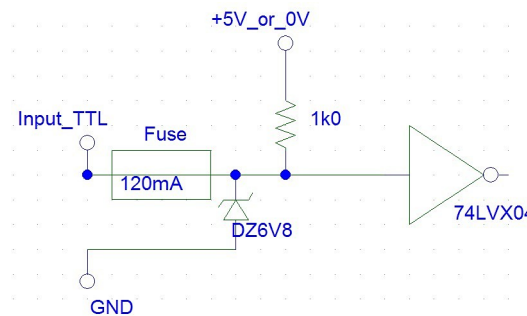 +5V_or_0V
Input_TTL
Fuse
1k0
120mA
DZ6V8
74LVX04
GND